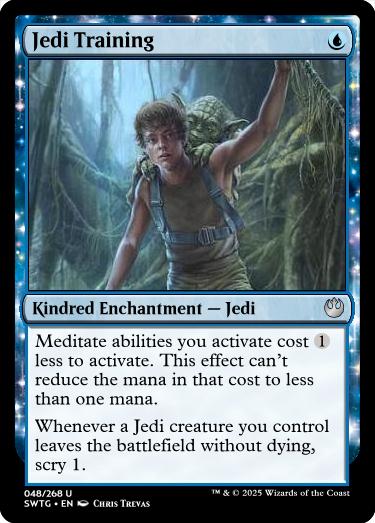 Jedi Training
Kindred Enchantment — Jedi
Meditate abilities you activate cost 1
less to activate. This effect can't
reduce the mana in that cost to less
than one mana.
Whenever a Jedi creature you control
leaves the battlefield without dying,
scry 1.
048/268 U
SWTG • EN Chris Trevas
™ & © 2025 Wizards of the Coast